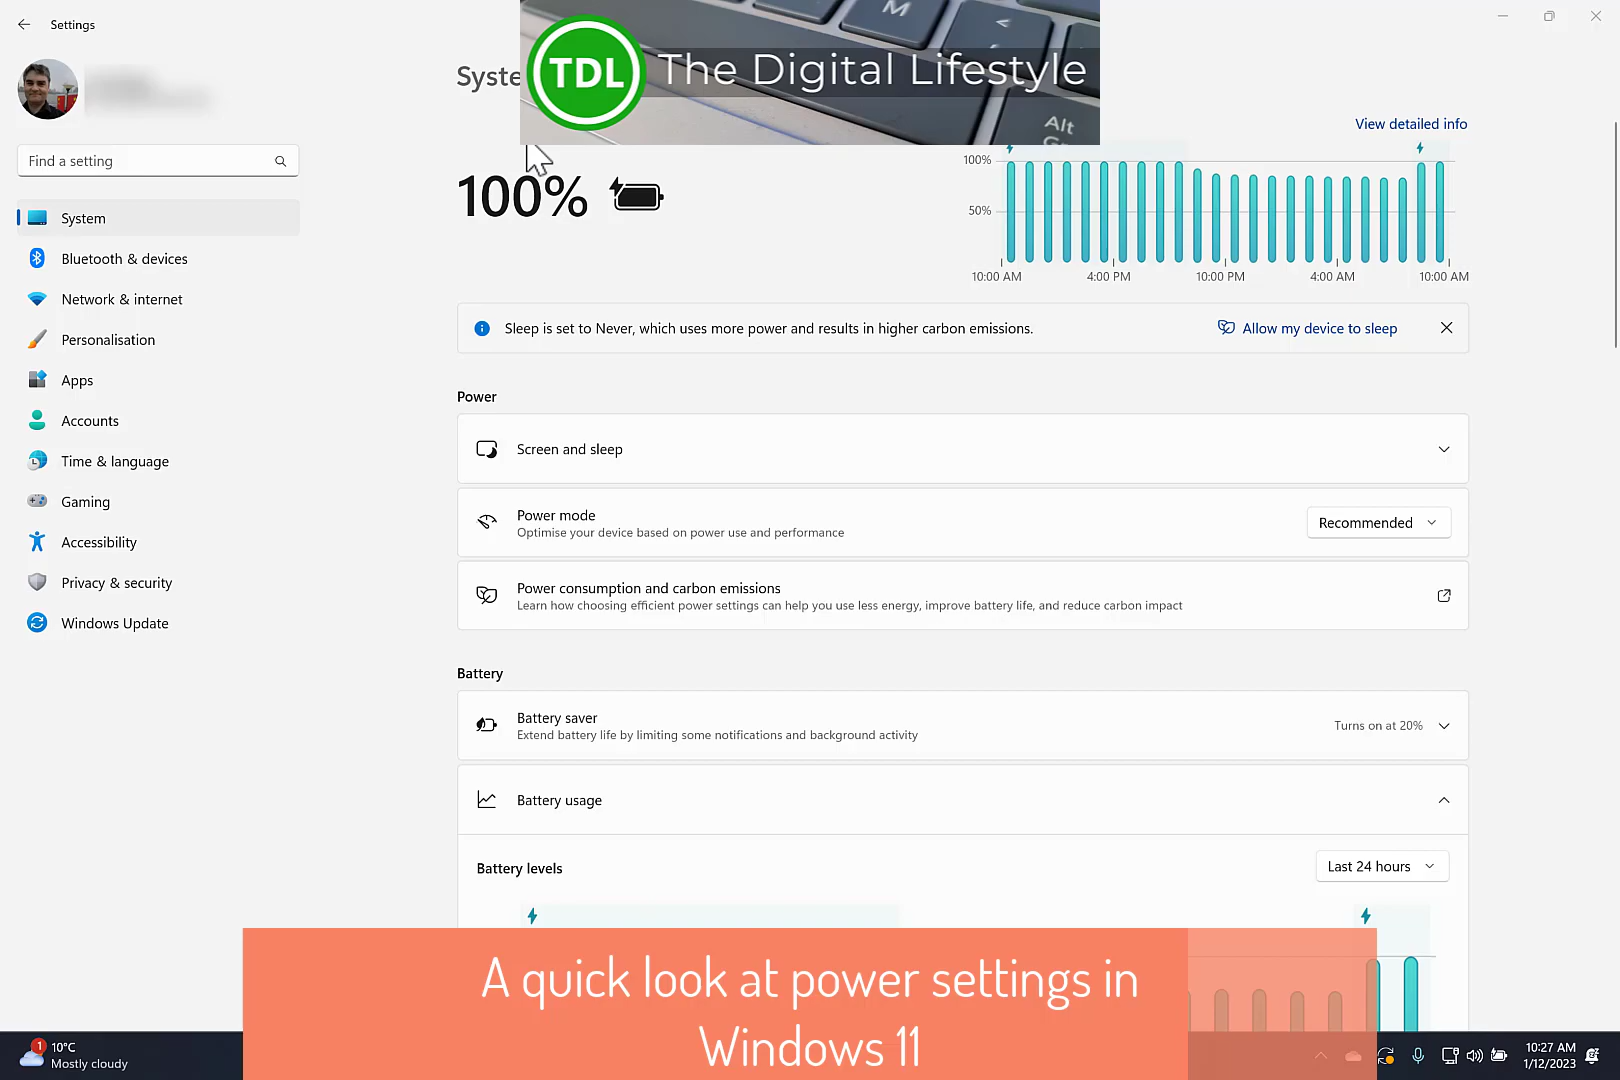 Settings
Syste
TDL
The Digital Lifestyle
M
<
Alt
View detailed info
Find a setting
100%
100%
50%
10:00 AM
4:00 PM
10:00 PM
4:00 AM
10:00 AM
System
Bluetooth & devices
Network & internet
Personalisation
Apps
Accounts
Time & language
Gaming
Accessibility
Privacy & security
Windows Update
Sleep is set to Never, which uses more power and results in higher carbon emissions.
Allow my device to sleep
Power
Screen and sleep
Power mode
Optimise your device based on power use and performance
Recommended
Power consumption and carbon emissions
Learn how choosing efficient power settings can help you use less energy, improve battery life, and reduce carbon impact
Battery
Battery saver
Extend battery life by limiting some notifications and background activity
Turns on at 20%
Battery usage
Battery levels
Last 24 hours
A quick look at power settings in
Windows 11
1
10°C
Mostly cloudy
10:27 AM
1/12/2023